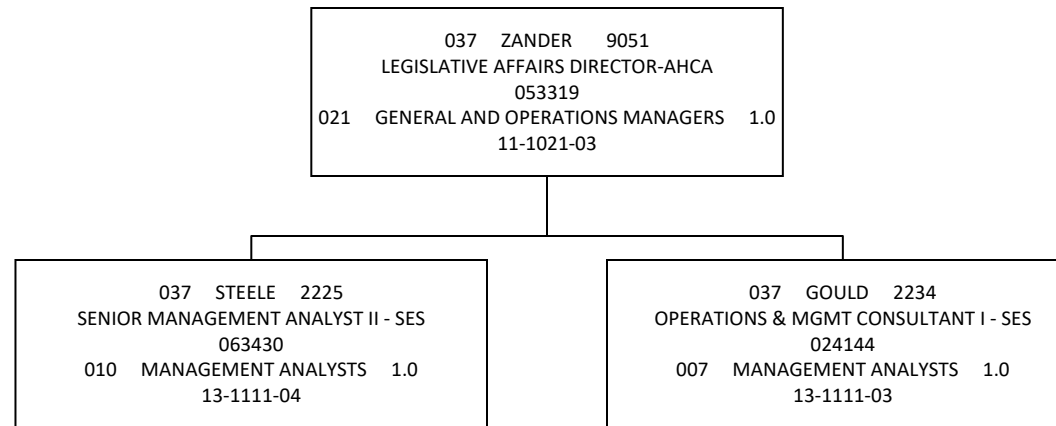 037 ZANDER 9051
LEGISLATIVE AFFAIRS DIRECTOR-AHCA
053319
021 GENERAL AND OPERATIONS MANAGERS 1.0
11-1021-03
037 STEELE 2225
SENIOR MANAGEMENT ANALYST II - SES
063430
010 MANAGEMENT ANALYSTS 1.0
13-1111-04
037 GOULD 2234
OPERATIONS & MGMT CONSULTANT I - SES
024144
007 MANAGEMENT ANALYSTS 1.0
13-1111-03